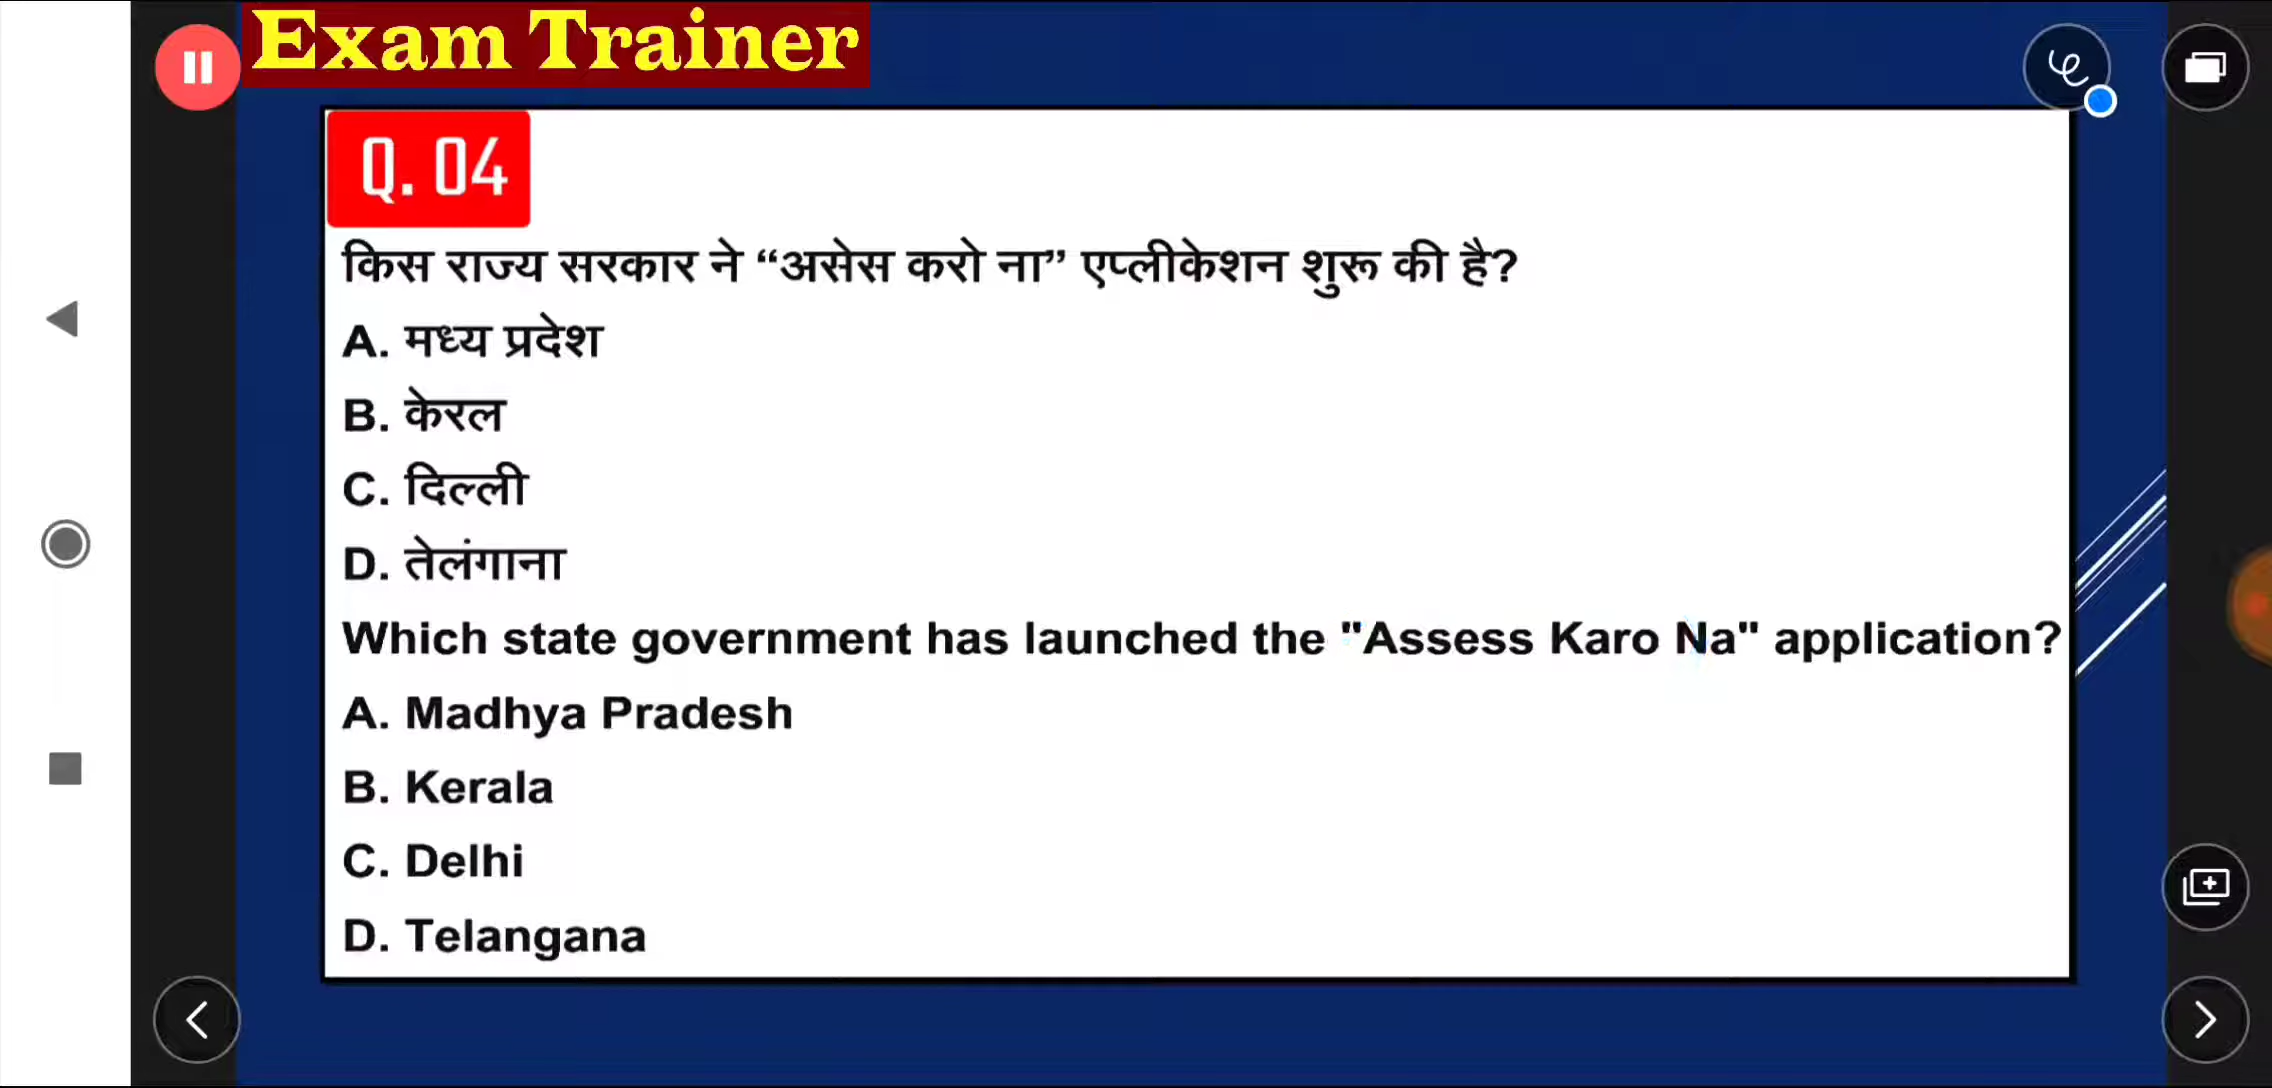 Exam Trainer
Q. 04
किस राज्य सरकार ने “असेस करो ना” एप्लीकेशन शुरू की है?
A. मध्य प्रदेश
B. केरल
C. दिल्ली
D. तेलंगाना
Which state government has launched the "Assess Karo Na" application?
A. Madhya Pradesh
B. Kerala
C. Delhi
D. Telangana